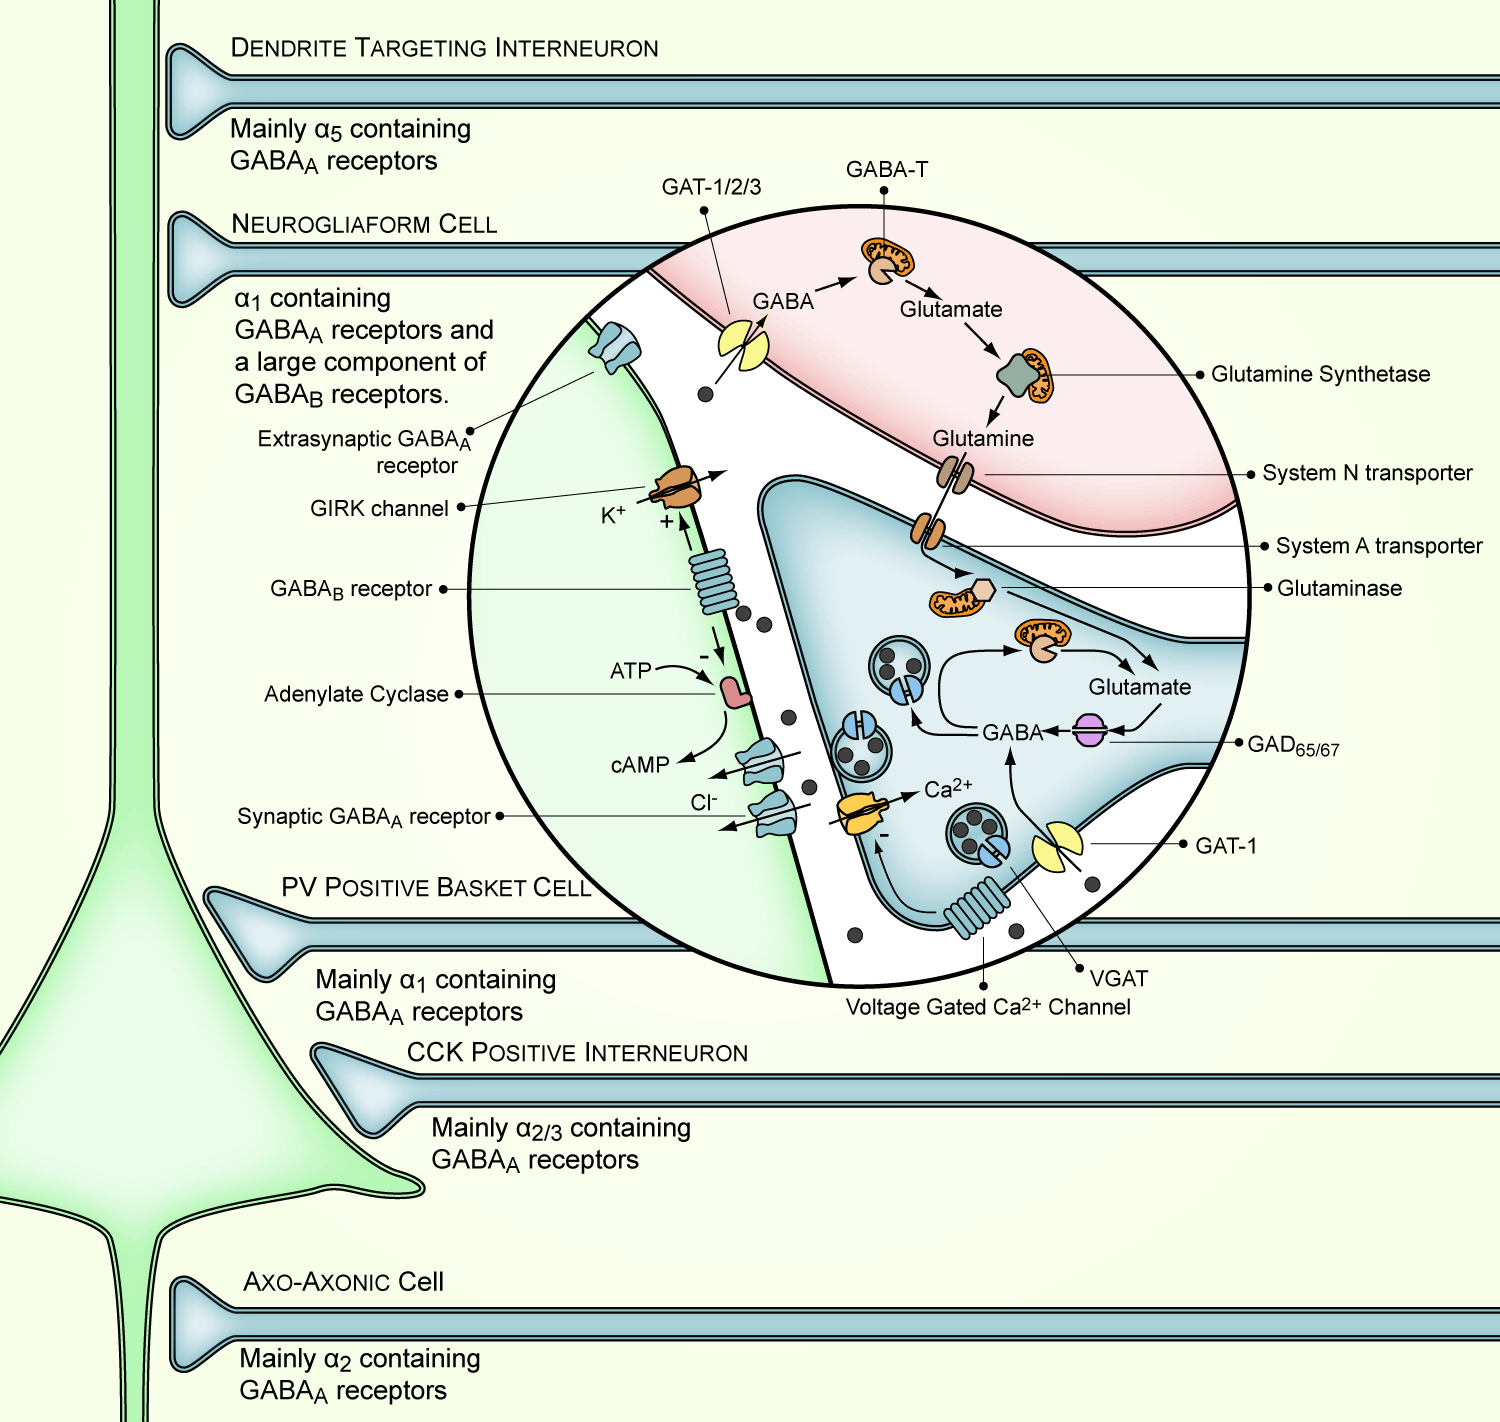 DENDRITE TARGETING INTERNEURON
Mainly α5 containing
GABAA receptors
GABA-T
GAT-1/2/3
NEUROGLIAFORM CELL
α1 containing
GABAA receptors and
a large component of
GABAB receptors.
GABA
Glutamate
Glutamine Synthetase
Glutamine
Extrasynaptic GABAA
receptor
System N transporter
GIRK channel
K+
+
System A transporter
GABAB receptor
Glutaminase
-
ATP
Adenylate Cyclase
Glutamate
GABA
GAD65/67
cAMP
Ca2+
Cl-
Synaptic GABAA receptor
-
GAT-1
PV POSITIVE BASKET CELL
Mainly α1 containing
GABAA receptors
VGAT
Voltage Gated Ca2+ Channel
CCK POSITIVE INTERNEURON
Mainly α2/3 containing
GABAA receptors
AXO-AXONIC Cell
Mainly α2 containing
GABAA receptors